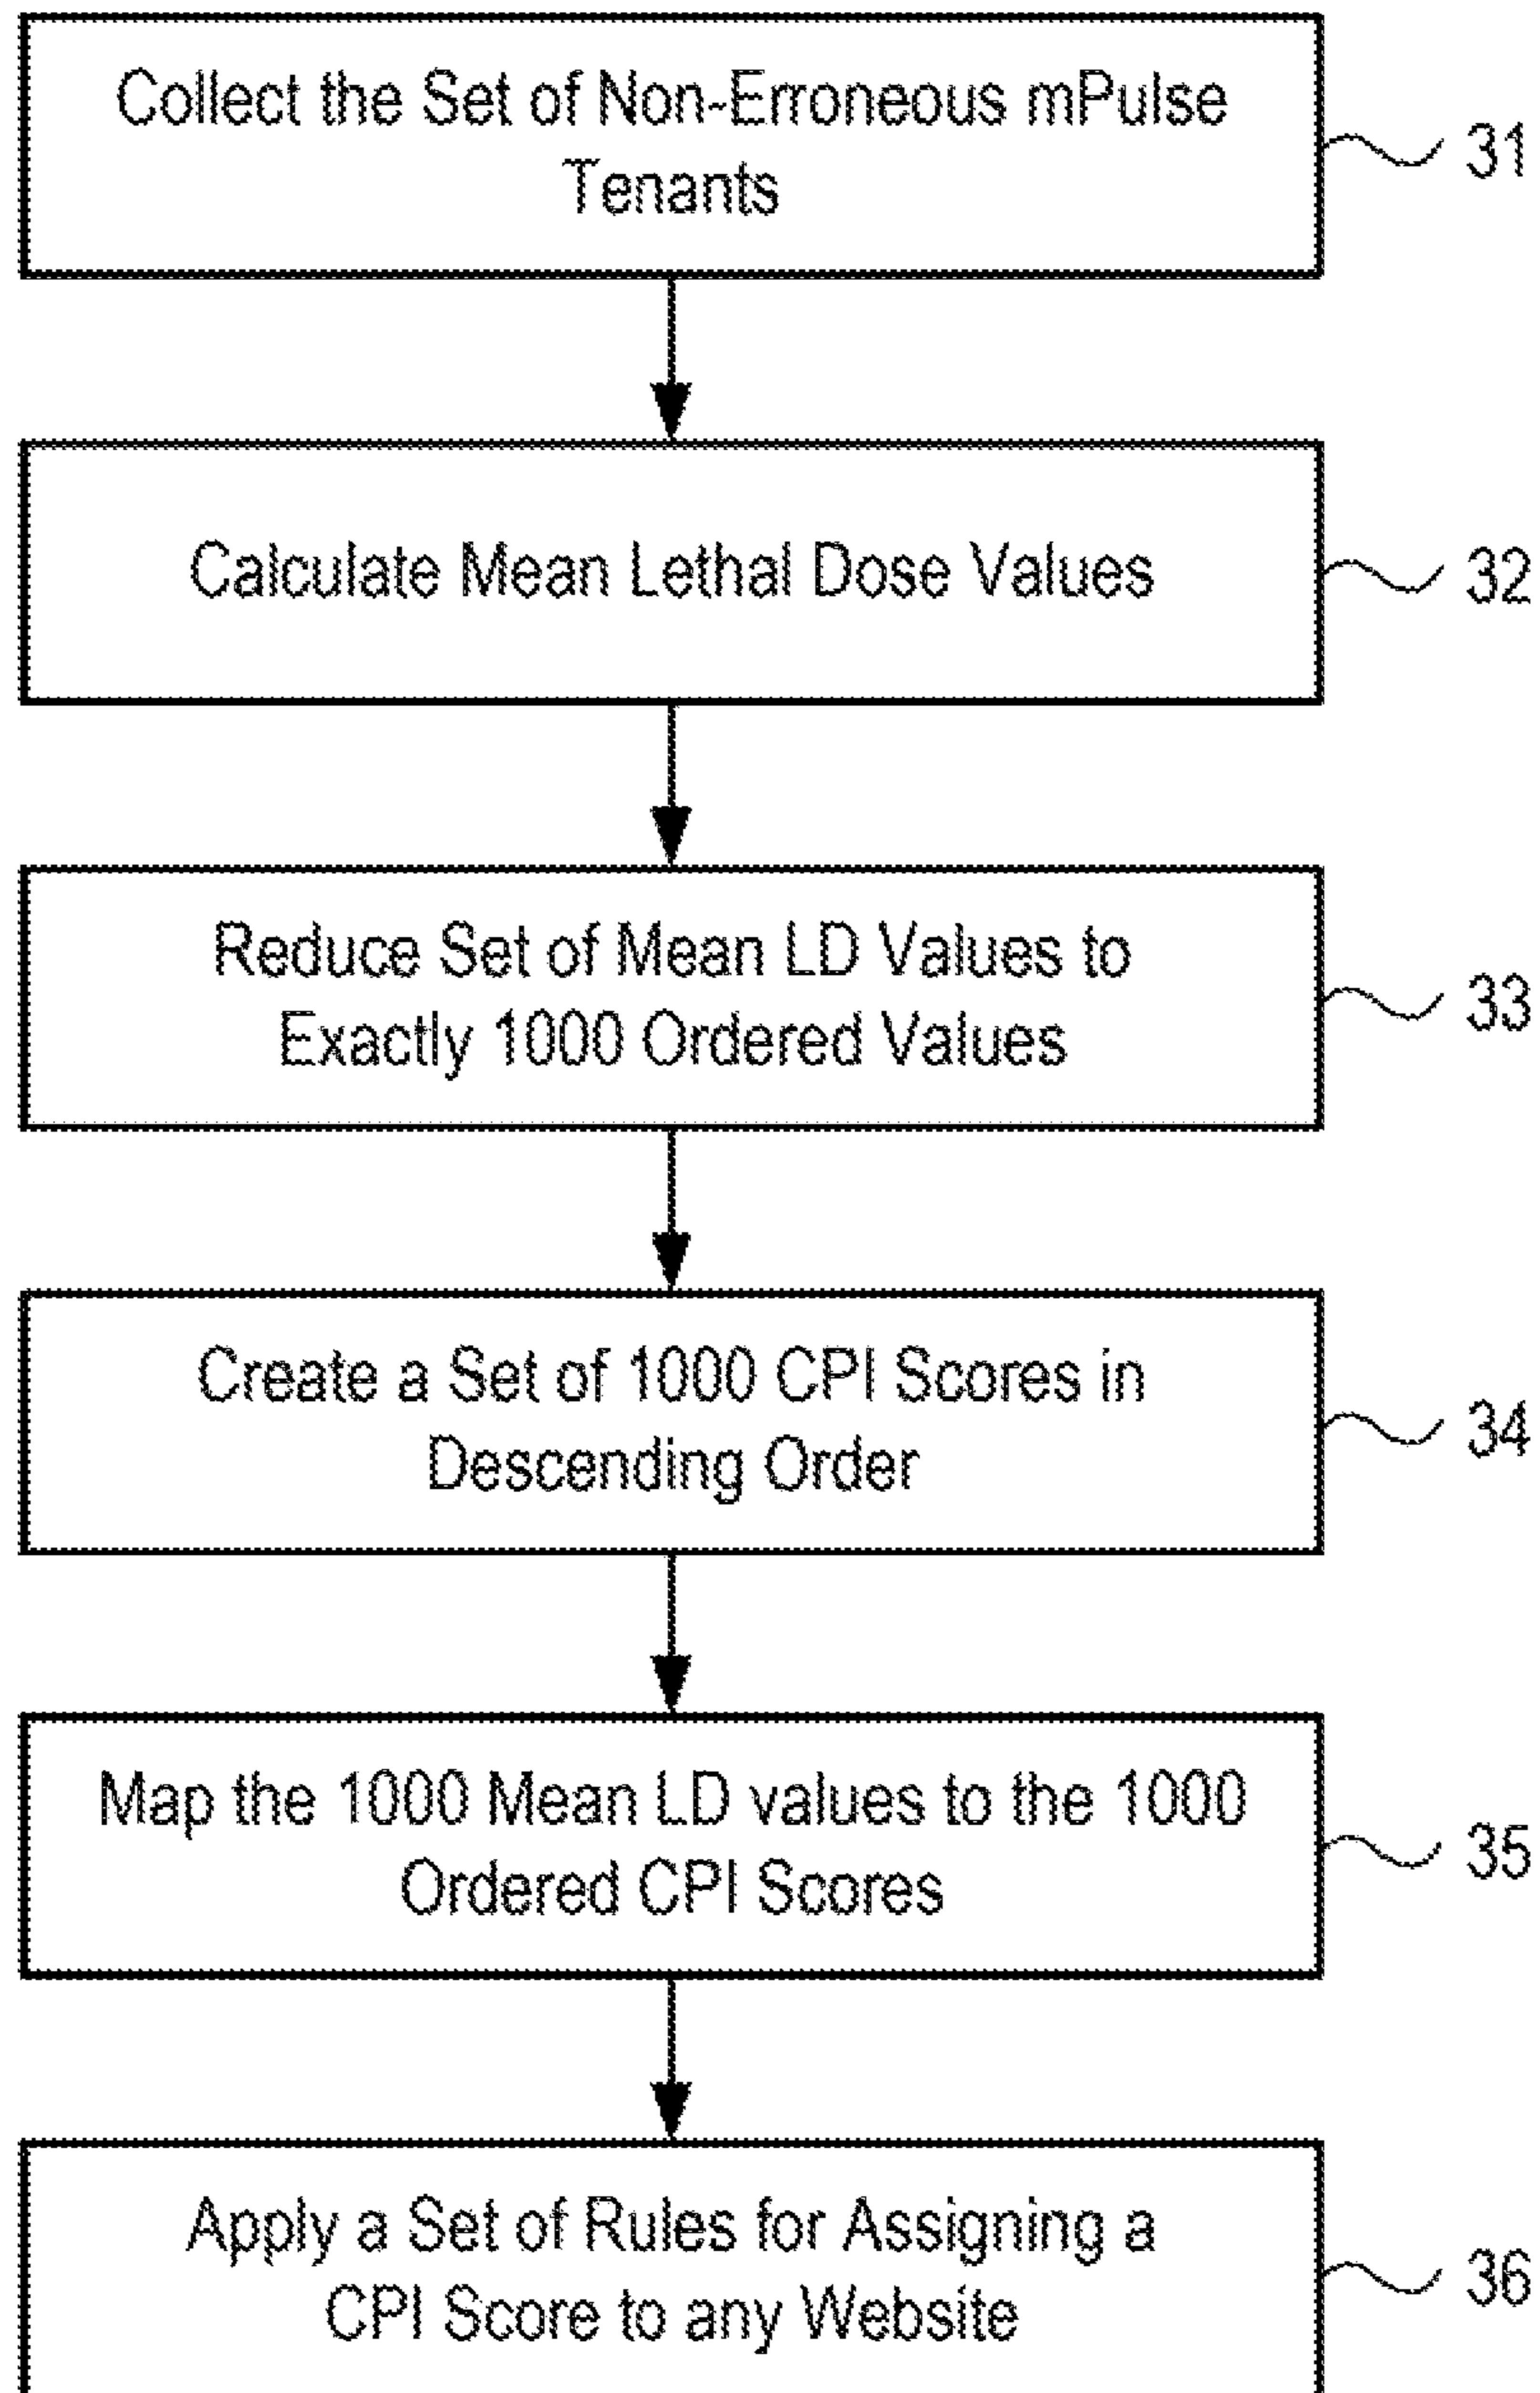 Collect the Set of Non-Erroneous mPulse
Tenants
31
Calculate Mean Lethal Dose Values
32
Reduce Set of Mean LD Values to
Exactly 1000 Ordered Values
33
Create a Set of 1000 CPI Scores in
Descending Order
34
Map the 1000 Mean LD values to the 1000
Ordered CPI Scores
35
Apply a Set of Rules for Assigning a
CPI Score to any Website
36